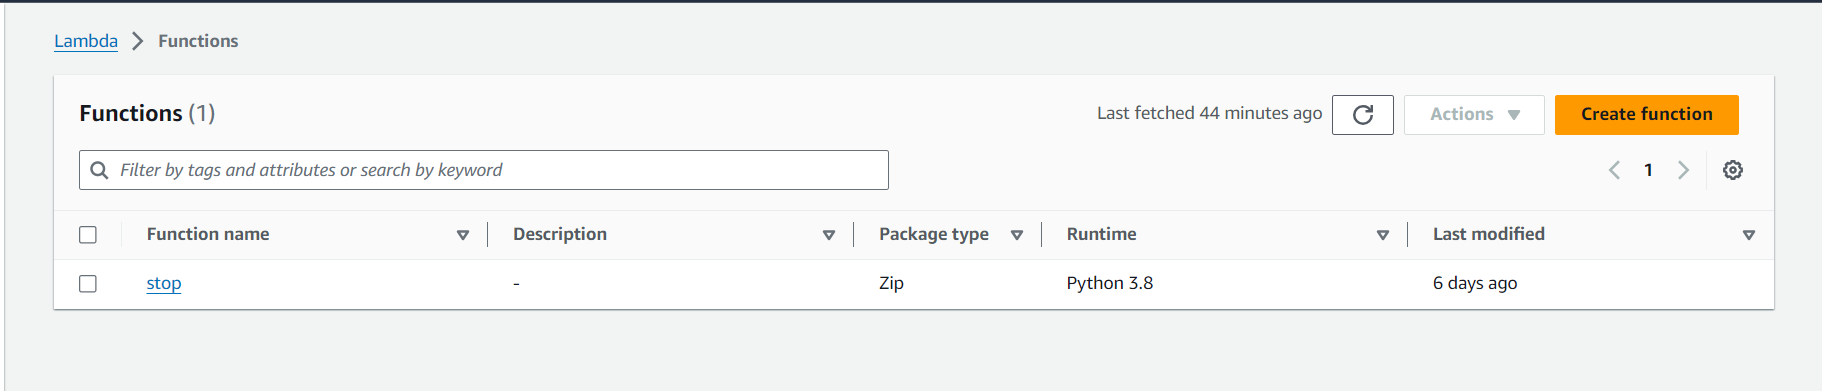 Lambda Functions
Functions (1) Last fetched 44 minutes ago Actions Create function
Filter by tags and attributes or search by keyword 1
Function name Description Package type Runtime Last modified
stop - Zip Python 3.8 6 days ago